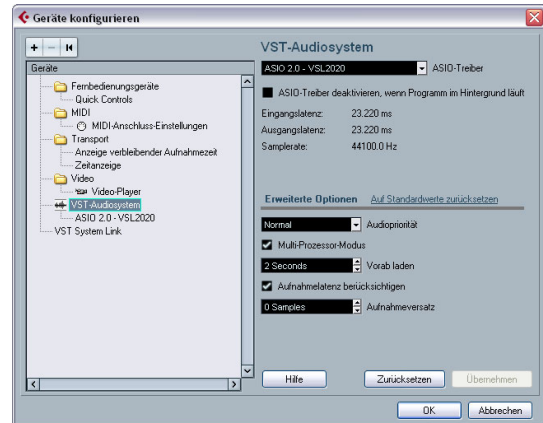 Geräte konfigurieren
Geräte
Fernbedienungsgeräte
Quick Controls
MIDI
MIDI-Anschluss-Einstellungen
Transport
Anzeige verbleibender Aufnahmezeit
Zeitanzeige
Video
Video-Player
VST-Audiosystem
ASIO 2.0 - VSL2020
VST System Link
VST-Audiosystem
ASIO 2.0 - VSL2020 ASIO-Treiber
ASIO-Treiber deaktivieren, wenn Programm im Hintergrund läuft
Eingangslatenz: 23.220 ms
Ausgangslatenz: 23.220 ms
Samplerate: 44100.0 Hz
Erweiterte Optionen Auf Standardwerte zurücksetzen
Normal Audiopriorität
Multi-Prozessor-Modus
2 Seconds Vorab laden
Aufnahmelatenz berücksichtigen
0 Samples Aufnahmeversatz
Hilfe Zurücksetzen Übernehmen
OK Abbrechen